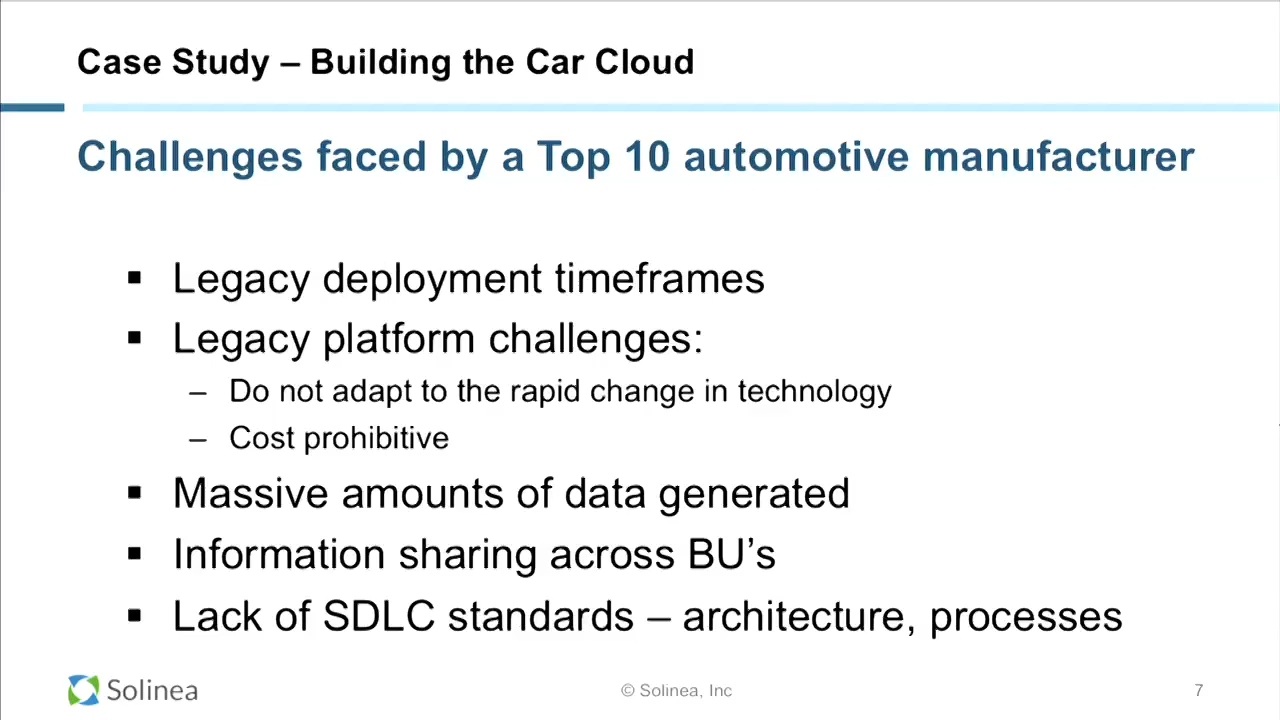 Case Study – Building the Car Cloud
Challenges faced by a Top 10 automotive manufacturer
▪ Legacy deployment timeframes
▪ Legacy platform challenges:
– Do not adapt to the rapid change in technology
– Cost prohibitive
▪ Massive amounts of data generated
▪ Information sharing across BU’s
▪ Lack of SDLC standards – architecture, processes
Solinea
© Solinea, Inc
7